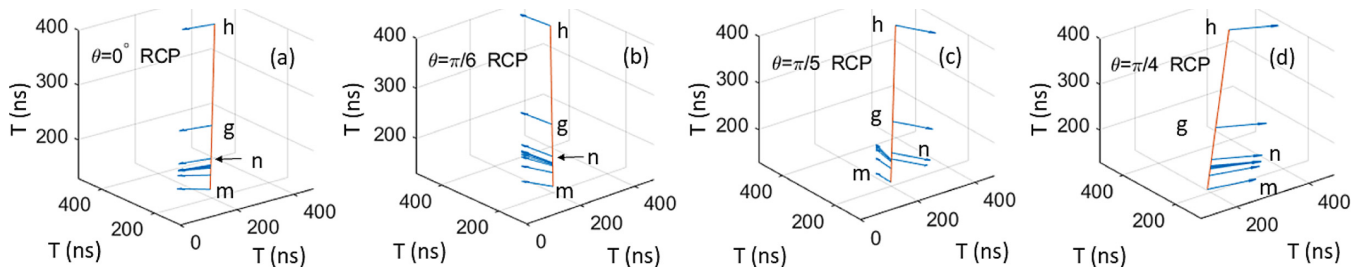 400
h
θ=0° RCP
(a)
300
T (ns)
g
200
n
m
400
200
0
200
400
T (ns)
T (ns)
400
h
θ=π/6 RCP
(b)
300
T (ns)
g
200
n
m
400
200
0
200
400
T (ns)
T (ns)
400
h
θ=π/5 RCP
(c)
300
T (ns)
g
200
n
m
400
200
0
200
400
T (ns)
T (ns)
400
h
θ=π/4 RCP
(d)
300
T (ns)
g
200
n
m
400
200
200
400
T (ns)
T (ns)